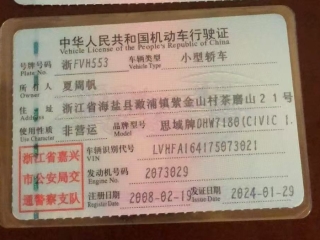 中华人民共和国机动车行驶证
Vehicle License of the People's Republic of China
号牌号码 浙FVH553 车辆类型 小型轿车
Plate No. Vehicle Type
所有人 夏周帆
Owner
住址 浙江省海盐县澉浦镇紫金山村茶磨山21号
Address
使用性质 非营运 品牌型号 思域牌DHW7180(CIVIC 1.
Use Character Model
浙江省嘉兴
市公安局交
通警察支队
车辆识别代号 LVHFA164175073021
VIN
发动机号码 2073029
Engine No.
注册日期 2008-02-19 发证日期 2024-01-29
Register Date Issue Date